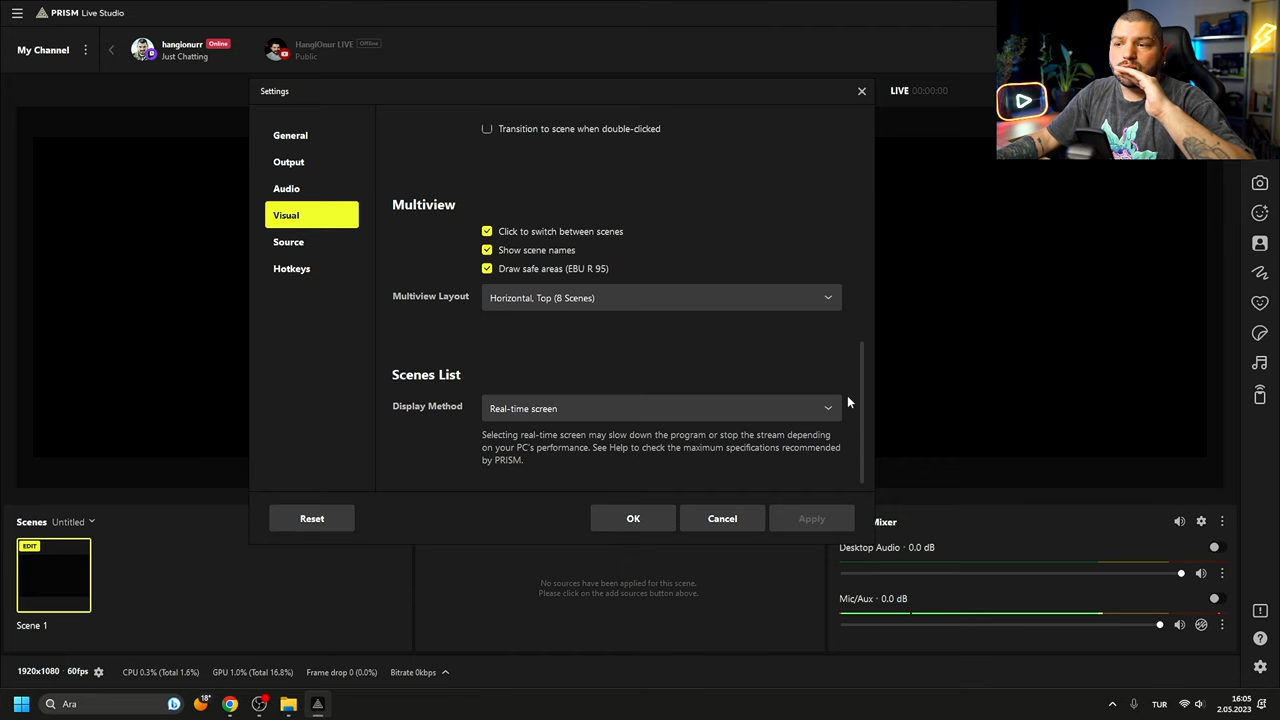 PRISM Live Studio
My Channel
hangionurr Online
Just Chatting
HangiOnur LIVE Offline
Public
LIVE 00:00:00
Settings
General
Output
Audio
Visual
Source
Hotkeys
Transition to scene when double-clicked
Multiview
Click to switch between scenes
Show scene names
Draw safe areas (EBU R 95)
Multiview Layout
Horizontal, Top (8 Scenes)
Scenes List
Display Method
Real-time screen
Selecting real-time screen may slow down the program or stop the stream depending
on your PC's performance. See Help to check the maximum specifications recommended
by PRISM.
Reset
OK
Cancel
Apply
Scenes Untitled
EDIT
Scene 1
No sources have been applied for this scene.
Please click on the add sources button above.
Mixer
Desktop Audio · 0.0 dB
Mic/Aux · 0.0 dB
1920x1080 · 60fps
CPU 0.3% (Total 1.6%)
GPU 1.0% (Total 16.8%)
Frame drop 0 (0.0%)
Bitrate 0kbps
Ara
18°
TUR
16:05
2.05.2023